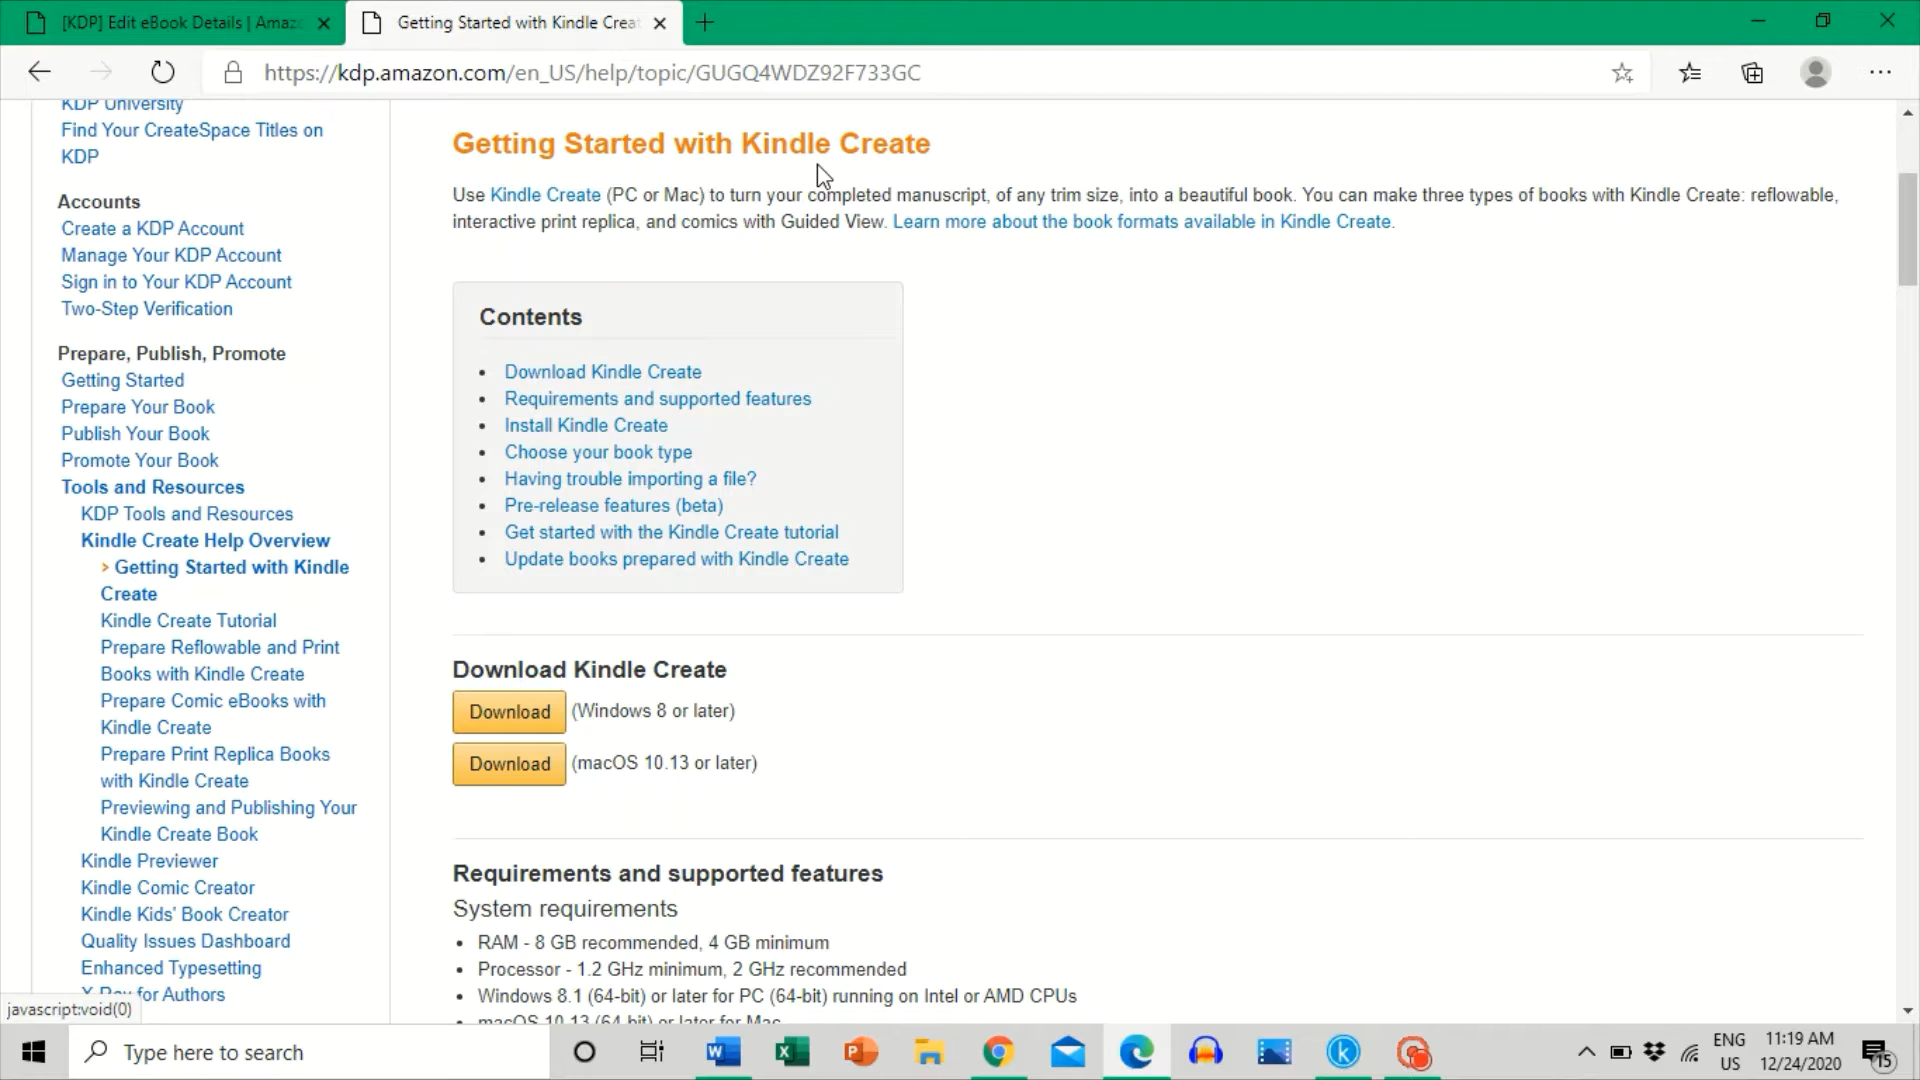 [KDP] Edit eBook Details | Amaz
Getting Started with Kindle Crea
https://kdp.amazon.com/en_US/help/topic/GUGQ4WDZ92F733GC
KDP University
Find Your CreateSpace Titles on
KDP
Accounts
Create a KDP Account
Manage Your KDP Account
Sign in to Your KDP Account
Two-Step Verification
Prepare, Publish, Promote
Getting Started
Prepare Your Book
Publish Your Book
Promote Your Book
Tools and Resources
KDP Tools and Resources
Kindle Create Help Overview
> Getting Started with Kindle
Create
Kindle Create Tutorial
Prepare Reflowable and Print
Books with Kindle Create
Prepare Comic eBooks with
Kindle Create
Prepare Print Replica Books
with Kindle Create
Previewing and Publishing Your
Kindle Create Book
Kindle Previewer
Kindle Comic Creator
Kindle Kids' Book Creator
Quality Issues Dashboard
Enhanced Typesetting
X-Ray for Authors
javascript:void(0)
Getting Started with Kindle Create
Use Kindle Create (PC or Mac) to turn your completed manuscript, of any trim size, into a beautiful book. You can make three types of books with Kindle Create: reflowable,
interactive print replica, and comics with Guided View. Learn more about the book formats available in Kindle Create.
Contents
• Download Kindle Create
• Requirements and supported features
• Install Kindle Create
• Choose your book type
• Having trouble importing a file?
• Pre-release features (beta)
• Get started with the Kindle Create tutorial
• Update books prepared with Kindle Create
Download Kindle Create
Download (Windows 8 or later)
Download (macOS 10.13 or later)
Requirements and supported features
System requirements
• RAM - 8 GB recommended, 4 GB minimum
• Processor - 1.2 GHz minimum, 2 GHz recommended
• Windows 8.1 (64-bit) or later for PC (64-bit) running on Intel or AMD CPUs
• macOS 10.13 (64-bit) or later for Mac
Type here to search
ENG
US
11:19 AM
12/24/2020
15